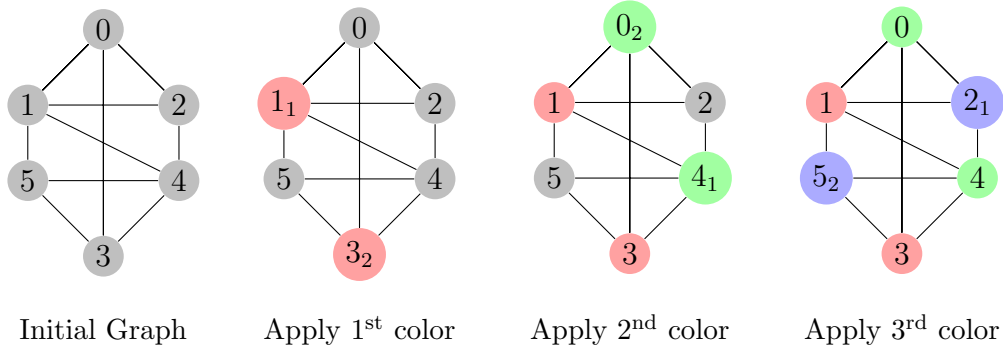 0 0 0₂ 0
1 2 1₁ 2 1 2 1 2₁
5 4 5 4 5 4₁ 5₂ 4
3 3₂ 3 3
Initial Graph Apply 1ˢᵗ color Apply 2ⁿᵈ color Apply 3ʳᵈ color